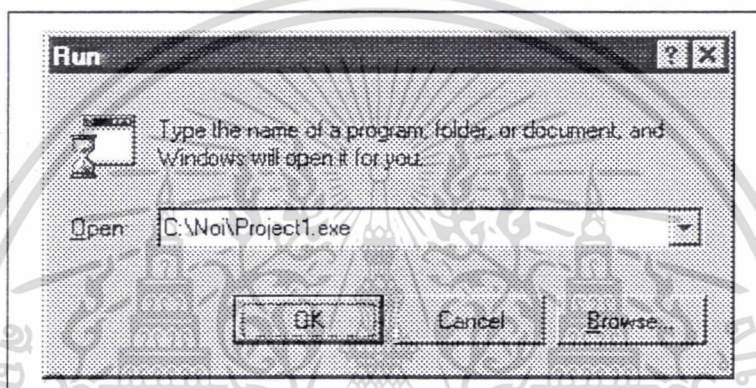 Run
Type the name of a program, folder, or document, and
Windows will open it for you.
Open: C:\Noi\Project1.exe
OK Cancel Browse...